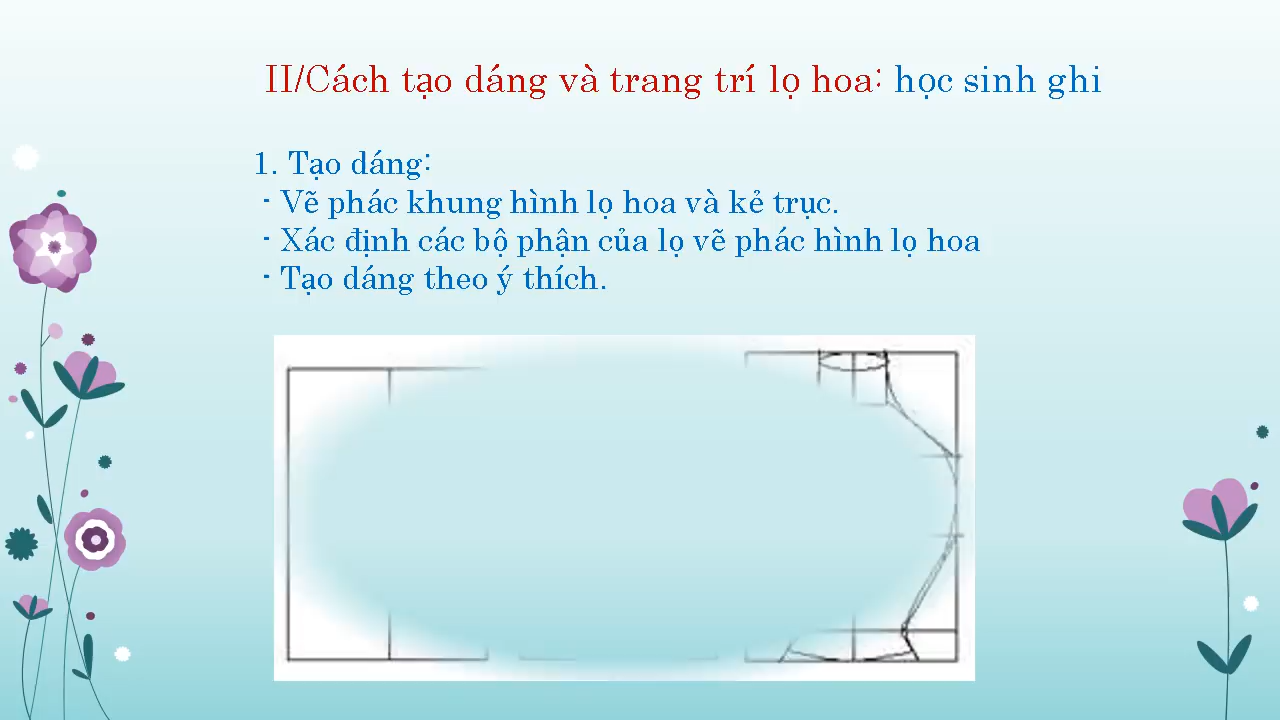 II/Cách tạo dáng và trang trí lọ hoa: học sinh ghi
1. Tạo dáng:
- Vẽ phác khung hình lọ hoa và kẻ trục.
- Xác định các bộ phận của lọ vẽ phác hình lọ hoa
- Tạo dáng theo ý thích.